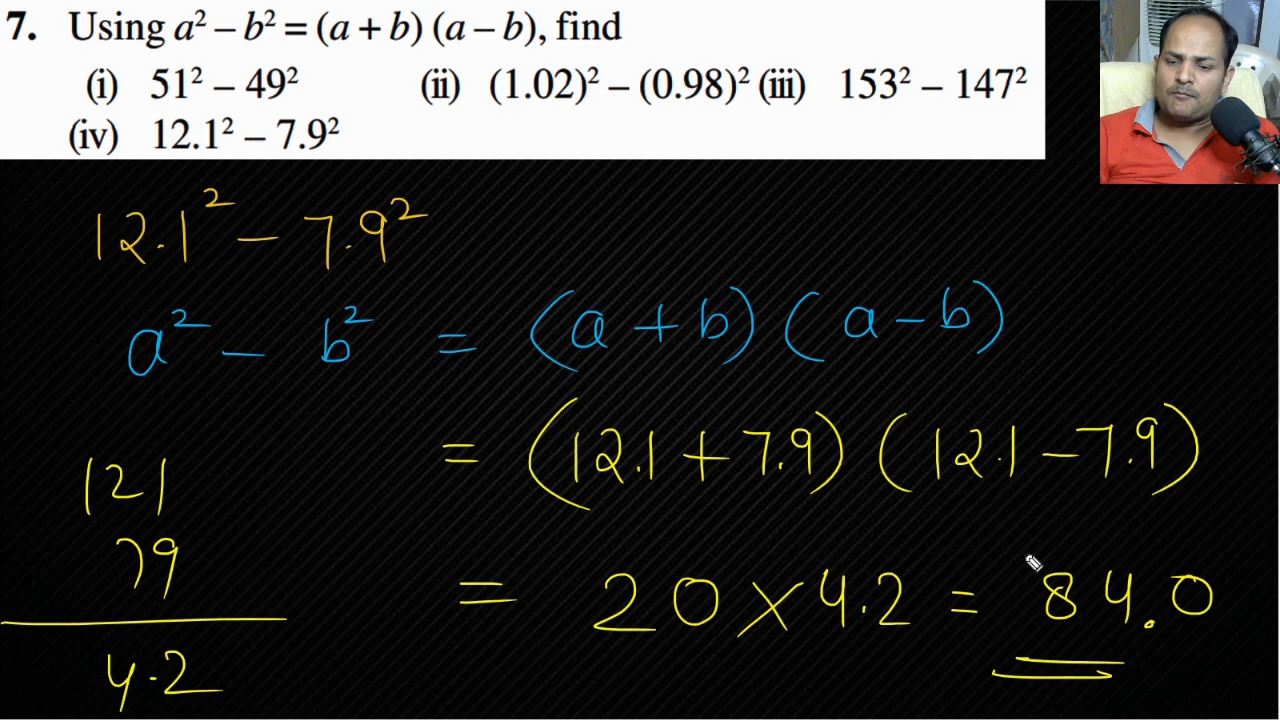 7. Using a² – b² = (a + b) (a – b), find
(i) 51² – 49² (ii) (1.02)² – (0.98)² (iii) 153² – 147²
(iv) 12.1² – 7.9²
12.1² – 7.9²
a² – b² = (a + b) (a – b)
= (12.1 + 7.9) (12.1 – 7.9)
121
79
4.2
= 20 × 4.2 = 84.0